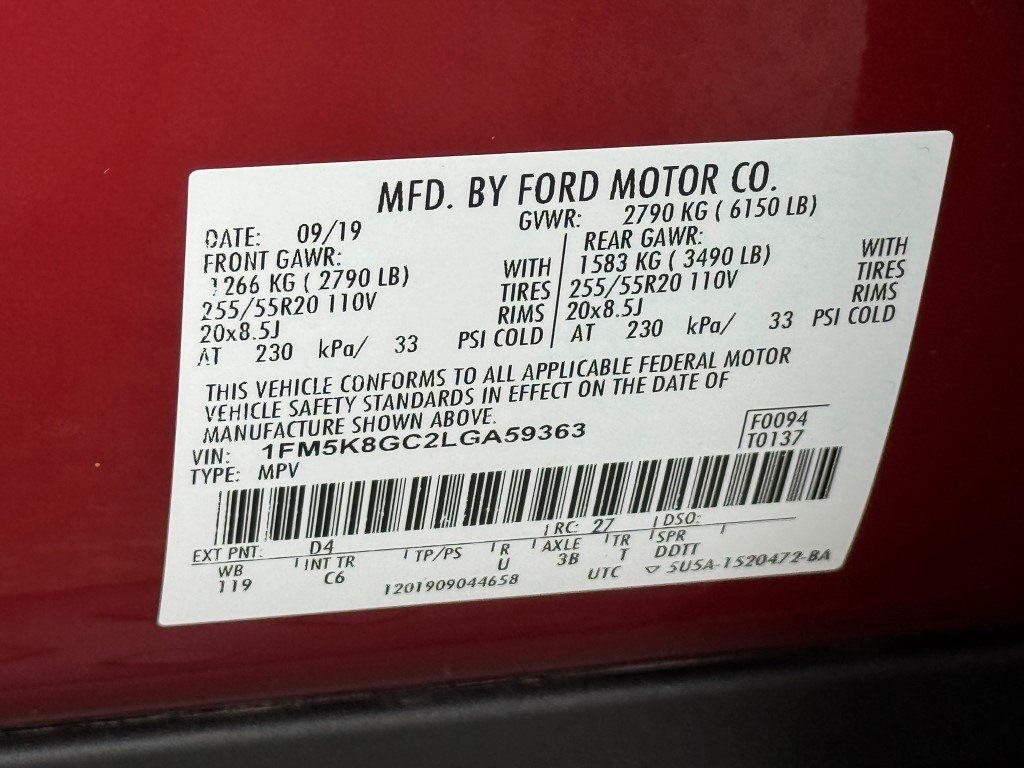 MFD. BY FORD MOTOR CO.
DATE: 09/19
GVWR: 2790 KG ( 6150 LB)
FRONT GAWR:
1266 KG ( 2790 LB)
WITH
255/55R20 110V
TIRES
20x8.5J
RIMS
AT 230 kPa/ 33 PSI COLD
REAR GAWR:
1583 KG ( 3490 LB)
WITH
255/55R20 110V
TIRES
20x8.5J
RIMS
AT 230 kPa/ 33 PSI COLD
THIS VEHICLE CONFORMS TO ALL APPLICABLE FEDERAL MOTOR
VEHICLE SAFETY STANDARDS IN EFFECT ON THE DATE OF
MANUFACTURE SHOWN ABOVE.
VIN: 1FM5K8GC2LGA59363
TYPE: MPV
F0094
T0137
EXT PNT: D4
RC: 27
DSO:
WB
INT TR
TP/PS
R
AXLE
TR
SPR
119
C6
U
3B
T
DDTT
1201909044658
UTC
▽ 5U5A-1520472-BA